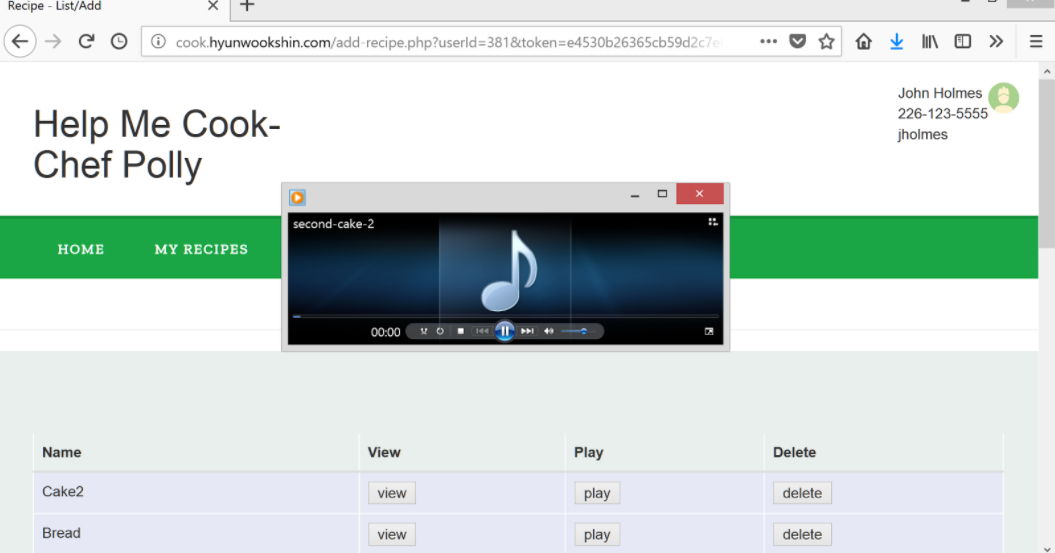 Recipe - List/Add
cook.hyunwookshin.com/add-recipe.php?userId=381&token=e4530b26365cb59d2c7e
John Holmes
226-123-5555
jholmes
Help Me Cook-
Chef Polly
second-cake-2
HOME MY RECIPES
00:00
Name View Play Delete
Cake2 view play delete
Bread view play delete